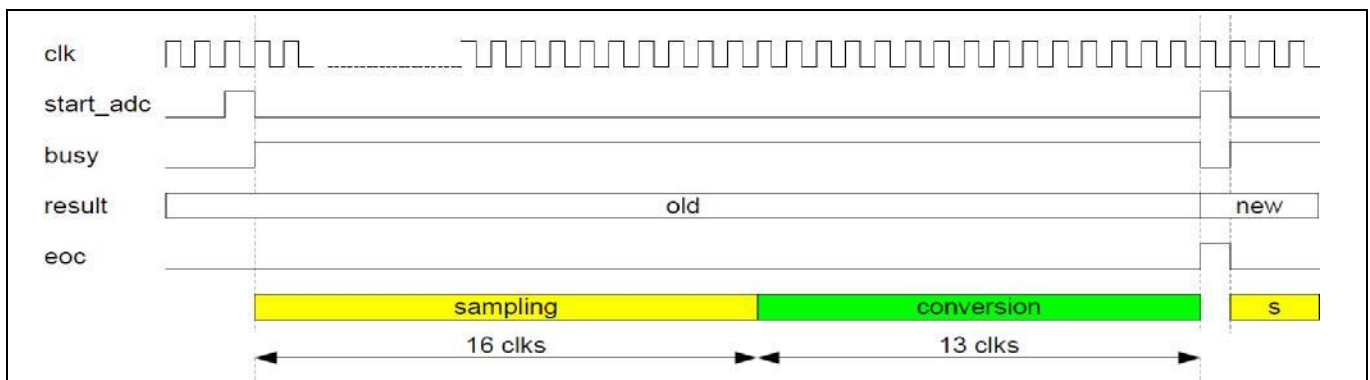 clk
start_adc
busy
result
old
new
eoc
sampling
conversion
s
16 clks
13 clks